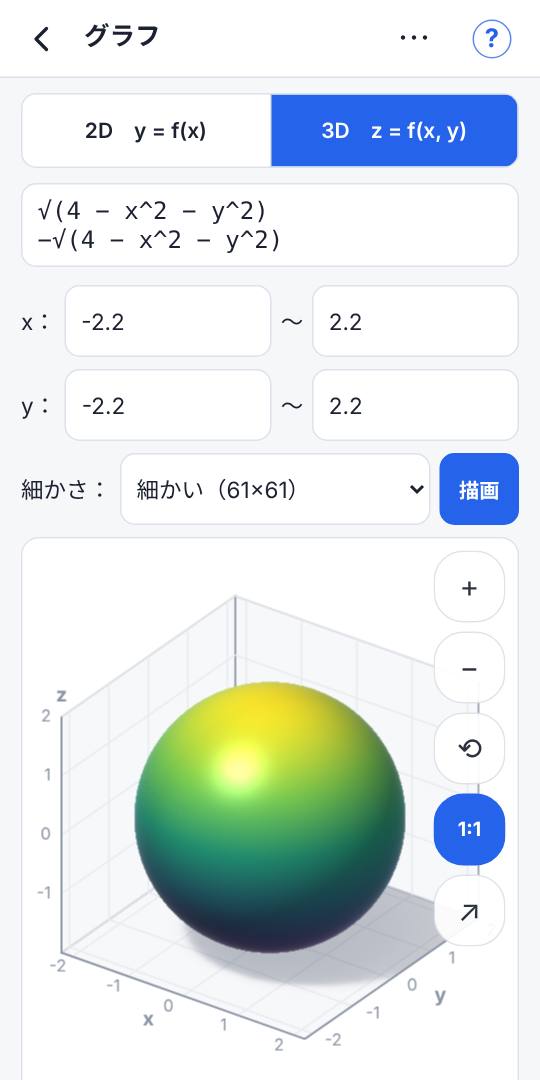 グラフ
?
2D y = f(x)
3D z = f(x, y)
√(4 − x^2 − y^2)
−√(4 − x^2 − y^2)
x： -2.2 〜 2.2
y： -2.2 〜 2.2
細かさ： 細かい（61×61） 描画
+
−
⟲
1:1
↗
z
2
1
0
-1
-2
-1
0
1
2
x
-2
-1
0
1
y